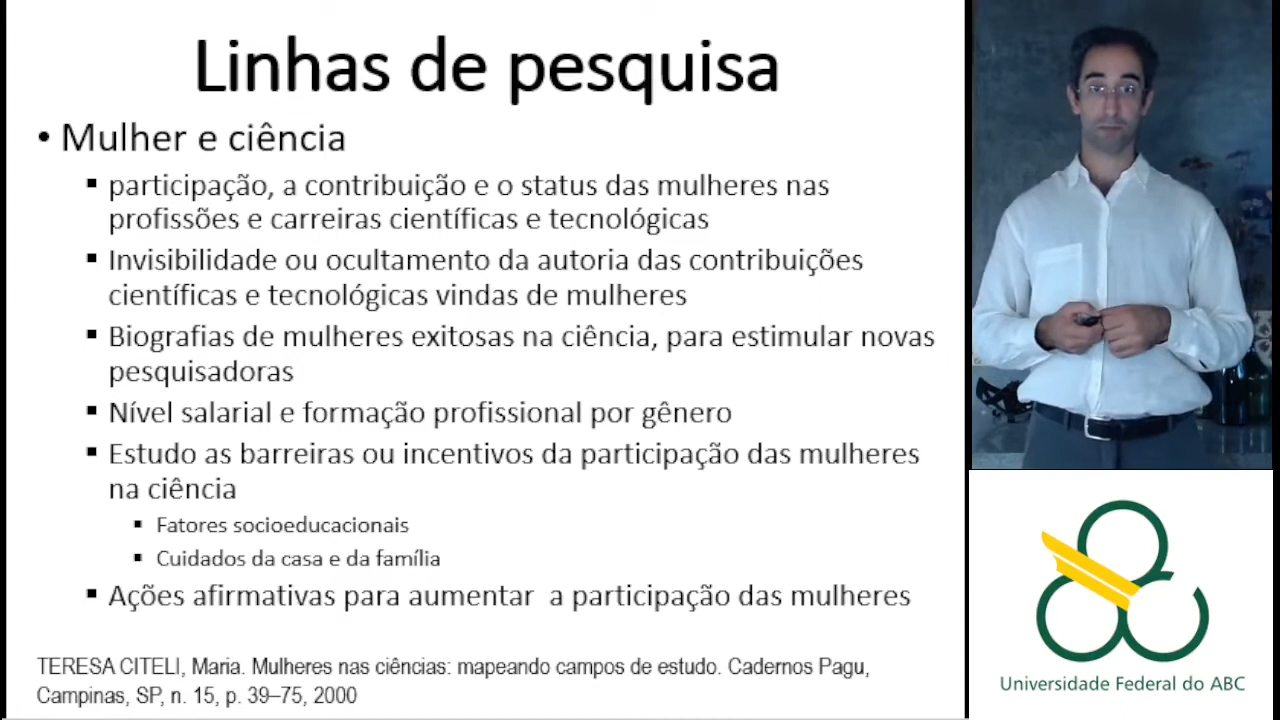 Linhas de pesquisa
• Mulher e ciência
▪ participação, a contribuição e o status das mulheres nas
profissões e carreiras científicas e tecnológicas
▪ Invisibilidade ou ocultamento da autoria das contribuições
científicas e tecnológicas vindas de mulheres
▪ Biografias de mulheres exitosas na ciência, para estimular novas
pesquisadoras
▪ Nível salarial e formação profissional por gênero
▪ Estudo as barreiras ou incentivos da participação das mulheres
na ciência
▪ Fatores socioeducacionais
▪ Cuidados da casa e da família
▪ Ações afirmativas para aumentar  a participação das mulheres
TERESA CITELI, Maria. Mulheres nas ciências: mapeando campos de estudo. Cadernos Pagu,
Campinas, SP, n. 15, p. 39–75, 2000
Universidade Federal do ABC